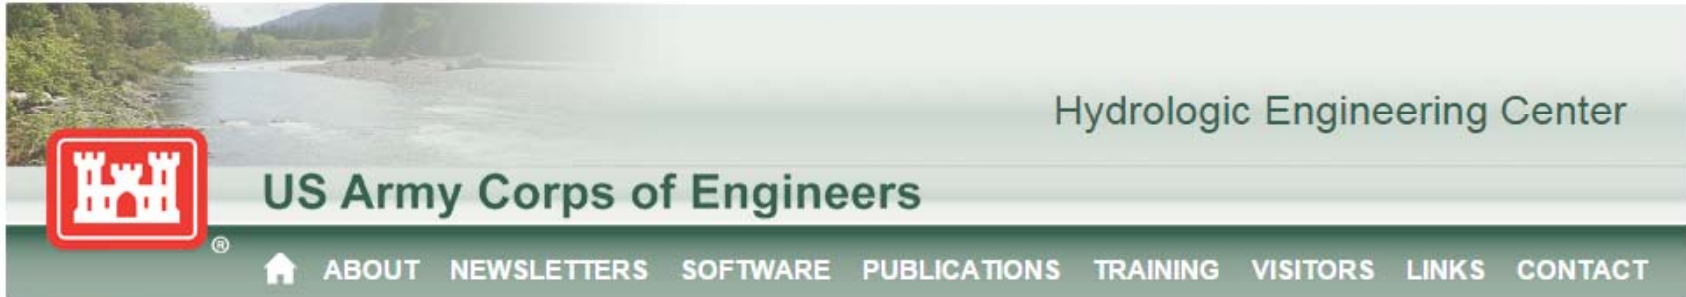 Hydrologic Engineering Center
US Army Corps of Engineers
®
ABOUT NEWSLETTERS SOFTWARE PUBLICATIONS TRAINING VISITORS LINKS CONTACT